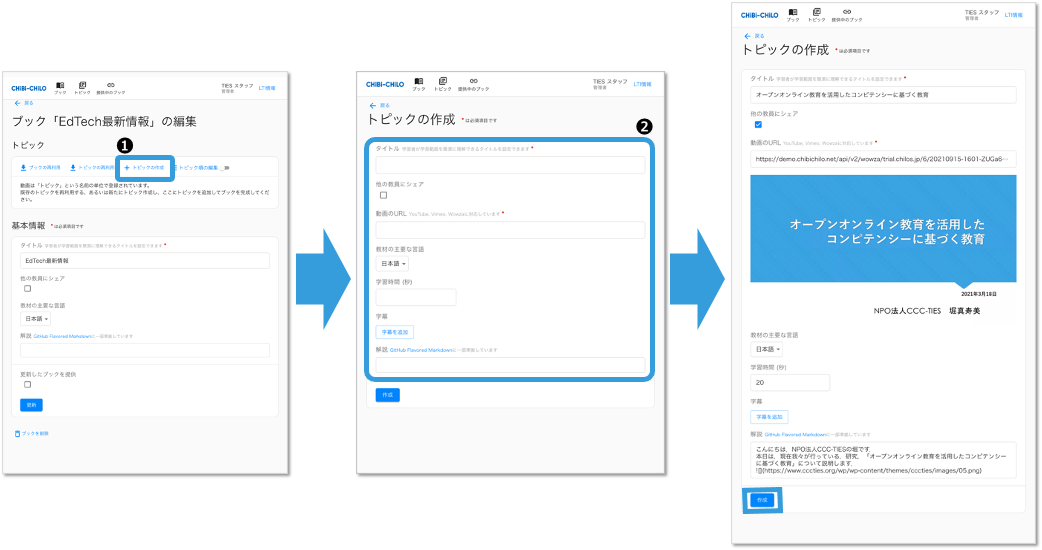 CHiBi-CHiLO
ブック
トピック
提供中のブック
TIES スタッフ
管理者
LTI情報
戻る
ブック「EdTech最新情報」の編集
❶
トピック
ブックの再利用
トピックの再利用
トピックの作成
トピック順の編集
動画は「トピック」という名前の単位で登録されています。
既存のトピックを再利用する、あるいは新たにトピック作成し、ここにトピックを追加してブックを完成してくだ
さい。
基本情報 *は必須項目です
タイトル 学習者が学習範囲を簡潔に理解できるタイトルを設定できます *
EdTech最新情報
他の教員にシェア
教材の主要な言語
日本語
解説 GitHub Flavored Markdownに一部準拠しています
更新したブックを提供
更新
ブックを削除
CHiBi-CHiLO
ブック
トピック
提供中のブック
TIES スタッフ
管理者
LTI情報
戻る
トピックの作成 *は必須項目です
❷
タイトル 学習者が学習範囲を簡潔に理解できるタイトルを設定できます *
他の教員にシェア
動画のURL YouTube, Vimeo, Wowzaに対応しています *
教材の主要な言語
日本語
学習時間 (秒)
字幕
字幕を追加
解説 GitHub Flavored Markdownに一部準拠しています
作成
CHiBi-CHiLO
ブック
トピック
提供中のブック
TIES スタッフ
管理者
LTI情報
戻る
トピックの作成 *は必須項目です
タイトル 学習者が学習範囲を簡潔に理解できるタイトルを設定できます *
オープンオンライン教育を活用したコンピテンシーに基づく教育
他の教員にシェア
動画のURL YouTube, Vimeo, Wowzaに対応しています *
https://demo.chibichilo.net/api/v2/wowza/trial.chilos.jp/6/20210915-1601-ZUGa6…
オープンオンライン教育を活用した
コンピテンシーに基づく教育
2021年3月18日
NPO法人CCC-TIES 堀真寿美
教材の主要な言語
日本語
学習時間 (秒)
20
字幕
字幕を追加
解説 GitHub Flavored Markdownに一部準拠しています
こんにちは、NPO法人CCC-TIESの堀です
本日は、現在我々が行っている、研究、「オープンオンライン教育を活用したコンピテンシー
に基づく教育」について説明します
![](https://www.cccties.org/wp/wp-content/themes/cccties/images/05.png)
作成